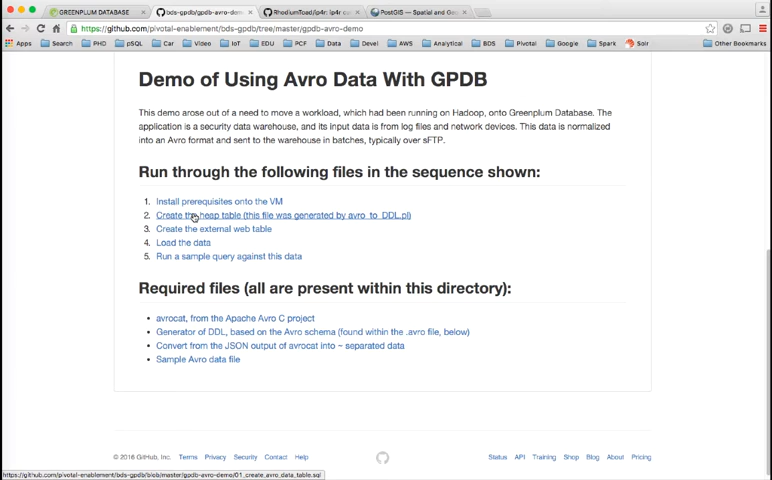 GREENPLUM DATABASE
bds-gpdb/gpdb-avro-dem
RhodiumToad/ip4r: ip4r
PostGIS — Spatial and
https://github.com/pivotal-enablement/bds-gpdb/tree/master/gpdb-avro-demo
Apps Search PHD pSQL Car Video IoT EDU PCF Data Devel AWS Analytical BDS Pivotal Google Spark Solr Other Bookmarks
Demo of Using Avro Data With GPDB
This demo arose out of a need to move a workload, which had been running on Hadoop, onto Greenplum Database. The
application is a security data warehouse, and its input data is from log files and network devices. This data is normalized
into an Avro format and sent to the warehouse in batches, typically over sFTP.
Run through the following files in the sequence shown:
1. Install prerequisites onto the VM
2. Create the heap table (this file was generated by avro_to_DDL.pl)
3. Create the external web table
4. Load the data
5. Run a sample query against this data
Required files (all are present within this directory):
• avrocat, from the Apache Avro C project
• Generator of DDL, based on the Avro schema (found within the .avro file, below)
• Convert from the JSON output of avrocat into ~ separated data
• Sample Avro data file
© 2016 GitHub, Inc. Terms Privacy Security Contact Help
Status API Training Shop Blog About Pricing
https://github.com/pivotal-enablement/bds-gpdb/blob/master/gpdb-avro-demo/01_create_avro_data_table.sql